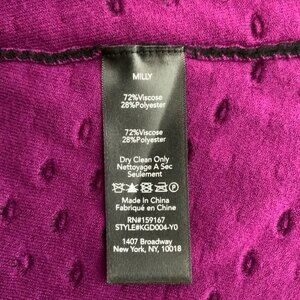 MILLY
72%Viscose
28%Polyester
72%Viscose
28%Polyester
Dry Clean Only
Nettoyage A Sec
Seulement
Made In China
Fabriqué en Chine
RN#159167
STYLE#KGD004-Y0
1407 Broadway
New York, NY, 10018